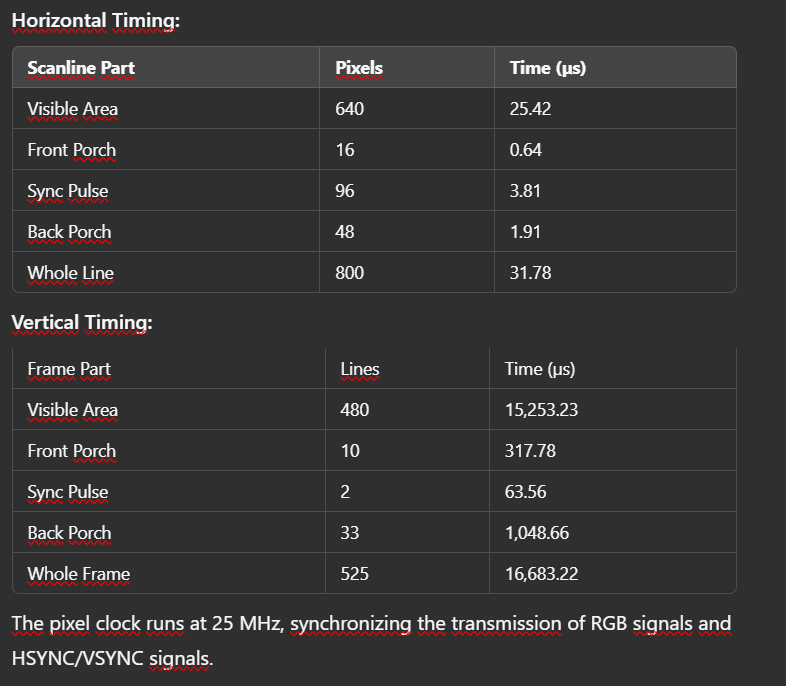 Horizontal Timing:
Scanline Part Pixels Time (µs)
Visible Area 640 25.42
Front Porch 16 0.64
Sync Pulse 96 3.81
Back Porch 48 1.91
Whole Line 800 31.78
Vertical Timing:
Frame Part Lines Time (µs)
Visible Area 480 15,253.23
Front Porch 10 317.78
Sync Pulse 2 63.56
Back Porch 33 1,048.66
Whole Frame 525 16,683.22
The pixel clock runs at 25 MHz, synchronizing the transmission of RGB signals and
HSYNC/VSYNC signals.